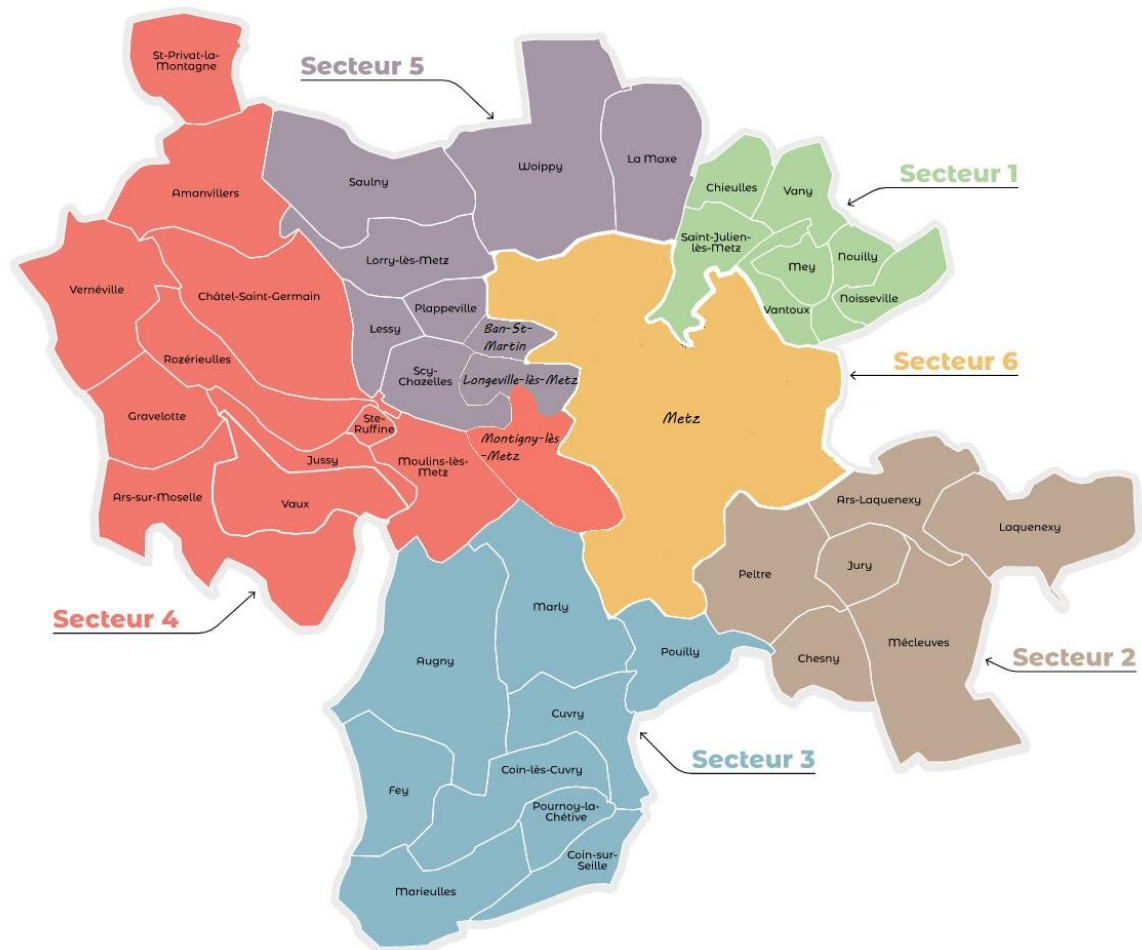 St-Privat-la-
Montagne
Secteur 5
Woippy
La Maxe
Saulny
Amanvillers
Chieulles
Vany
Secteur 1
Saint-Julien-
lès-Metz
Nouilly
Mey
Lorry-lès-Metz
Vernéville
Châtel-Saint-Germain
Noisseville
Plappeville
Vantoux
Lessy
Ban-St-
Martin
Rozérieulles
Secteur 6
Scy-
Chazelles
Longeville-lès-Metz
Gravelotte
Ste-
Ruffine
Metz
Montigny-lès
-Metz
Jussy
Moulins-lès-
Metz
Ars-sur-Moselle
Vaux
Ars-Laquenexy
Laquenexy
Peltre
Jury
Secteur 4
Marly
Mécleuves
Augny
Pouilly
Chesny
Secteur 2
Cuvry
Secteur 3
Coin-lès-Cuvry
Fey
Pournoy-la-
Chétive
Coin-sur-
Seille
Marieulles